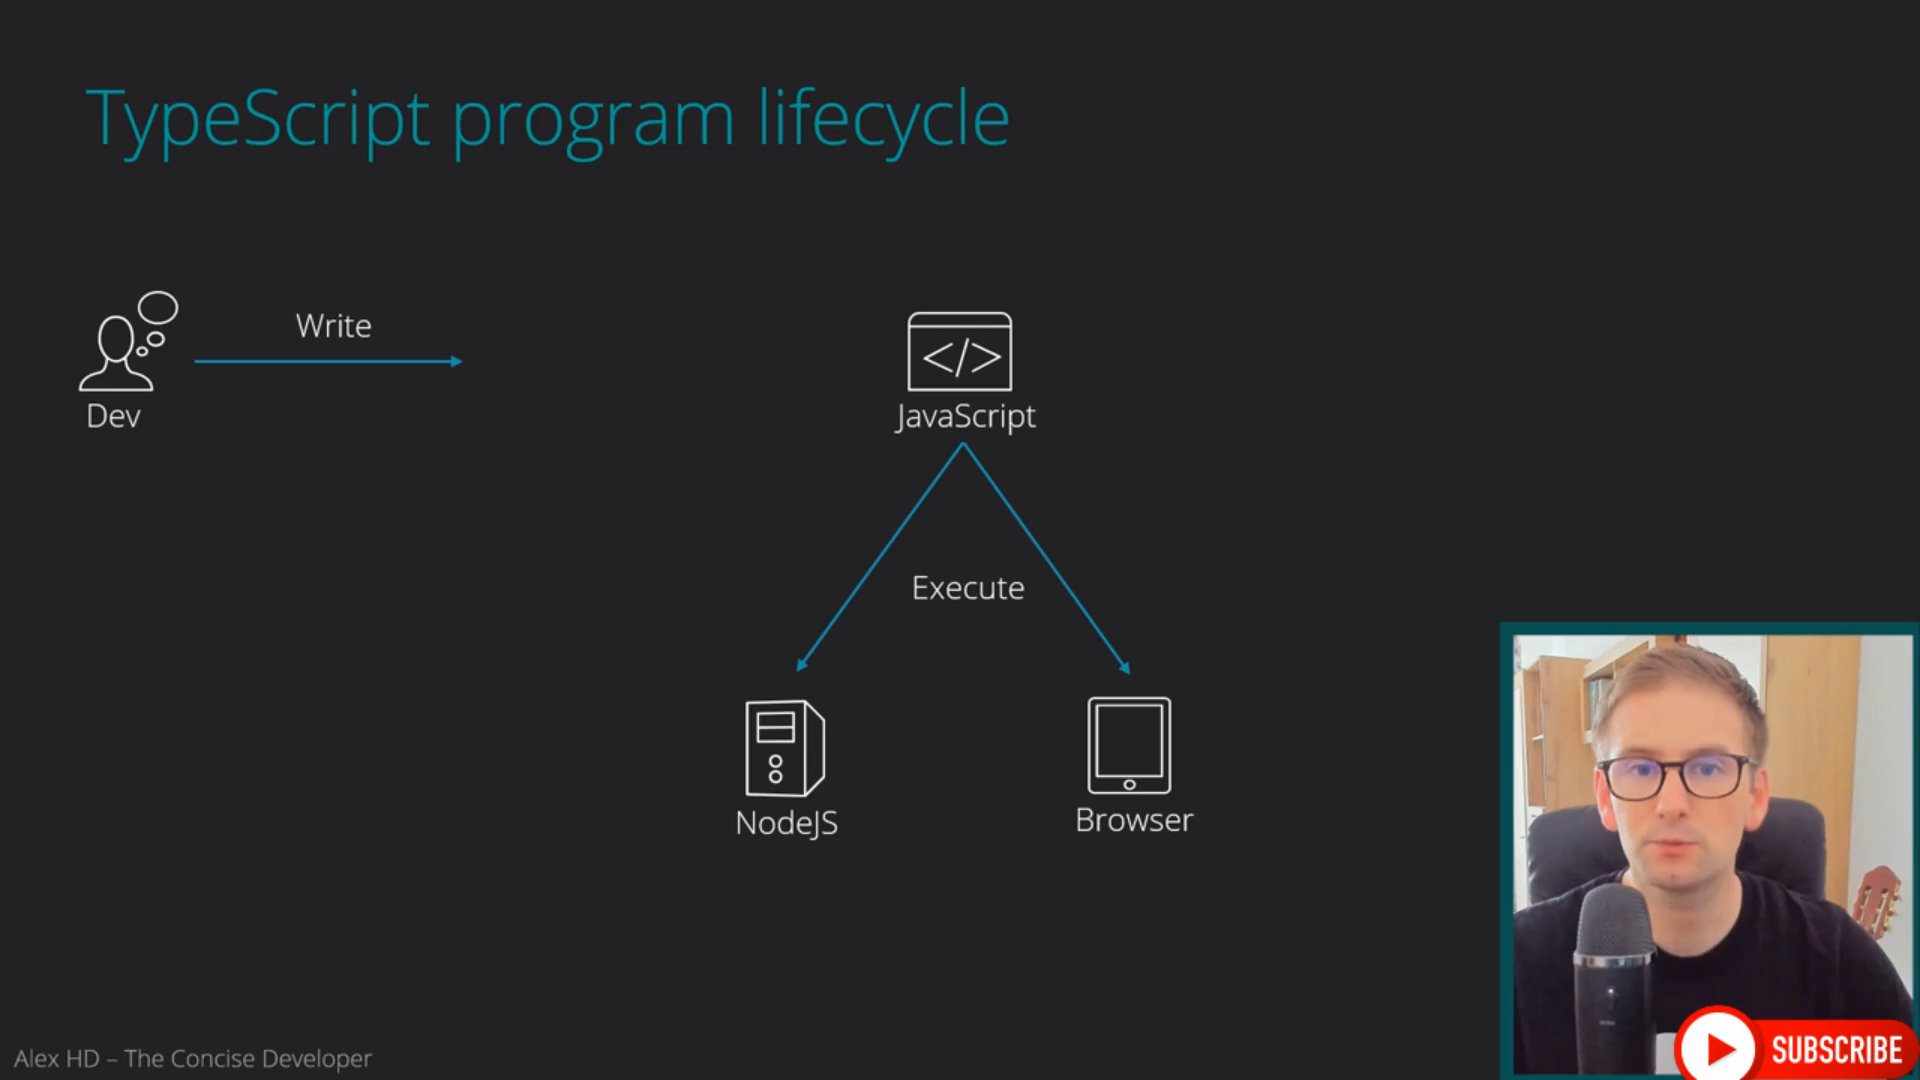 TypeScript program lifecycle
Write
Dev
</>
JavaScript
Execute
NodeJS
Browser
Alex HD – The Concise Developer
SUBSCRIBE